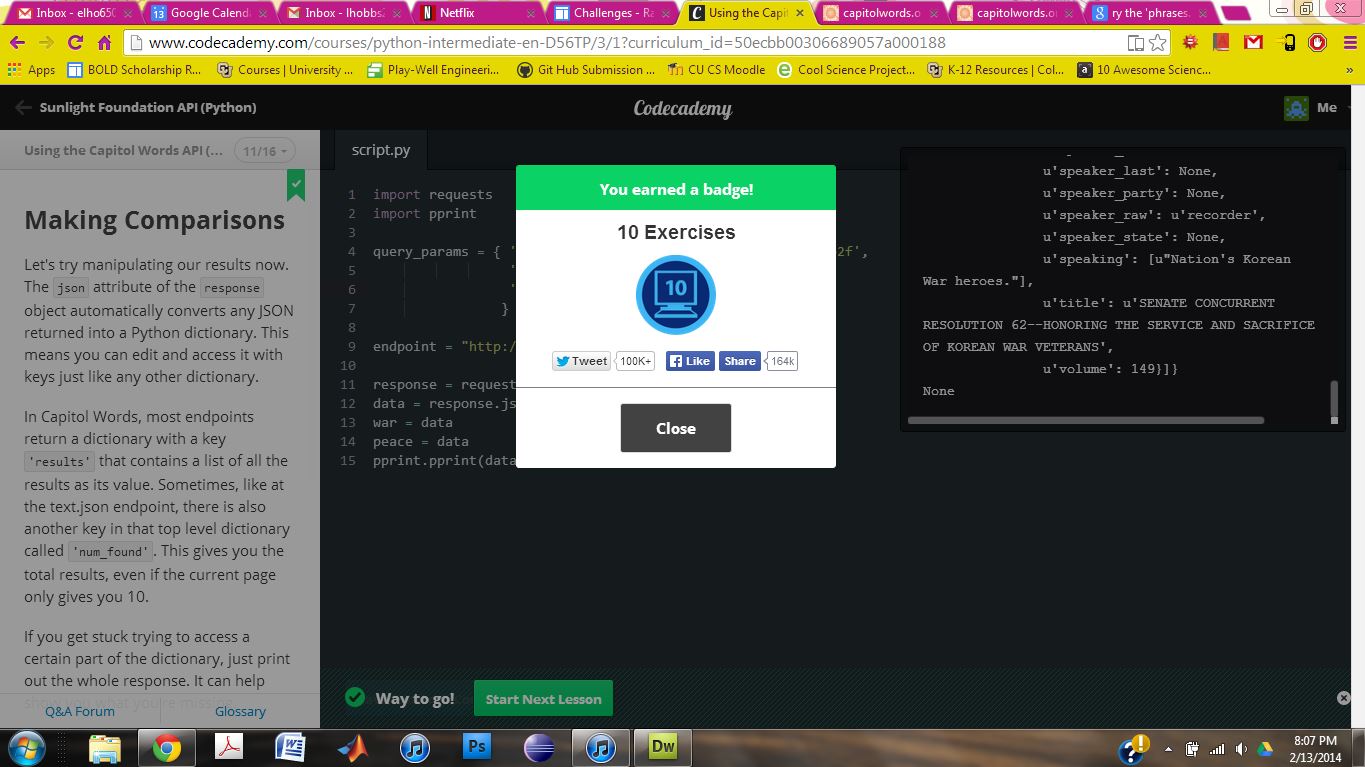 Inbox - elho650
Google Calenda
Inbox - lhobbs2
Netflix
Challenges - Ra
Using the Capit
capitolwords.o
capitolwords.or
ry the 'phrases.
www.codecademy.com/courses/python-intermediate-en-D56TP/3/1?curriculum_id=50ecbb00306689057a000188
Apps
BOLD Scholarship R...
Courses | University ...
Play-Well Engineeri...
Git Hub Submission ...
CU CS Moodle
Cool Science Project...
K-12 Resources | Col...
10 Awesome Scienc...
»
Sunlight Foundation API (Python)
Codecademy
Me
Using the Capitol Words API (...
11/16
Making Comparisons
Let's try manipulating our results now.
The json attribute of the response
object automatically converts any JSON
returned into a Python dictionary. This
means you can edit and access it with
keys just like any other dictionary.
In Capitol Words, most endpoints
return a dictionary with a key
'results' that contains a list of all the
results as its value. Sometimes, like at
the text.json endpoint, there is also
another key in that top level dictionary
called 'num_found'. This gives you the
total results, even if the current page
only gives you 10.
If you get stuck trying to access a
certain part of the dictionary, just print
out the whole response. It can help
show you what you're missing.
Q&A Forum
Glossary
script.py
1 import requests
2 import pprint
3
4 query_params = { ' 2f',
5 '
6 '
7 }
8
9 endpoint = "http:/
10
11 response = request
12 data = response.js
13 war = data
14 peace = data
15 pprint.pprint(data
You earned a badge!
10 Exercises
10
Tweet
100K+
Like
Share
164k
Close
u'speaker_last': None,
u'speaker_party': None,
u'speaker_raw': u'recorder',
u'speaker_state': None,
u'speaking': [u"Nation's Korean
War heroes."],
u'title': u'SENATE CONCURRENT
RESOLUTION 62--HONORING THE SERVICE AND SACRIFICE
OF KOREAN WAR VETERANS',
u'volume': 149}]}
None
Way to go!
Start Next Lesson
Ps
Dw
8:07 PM
2/13/2014